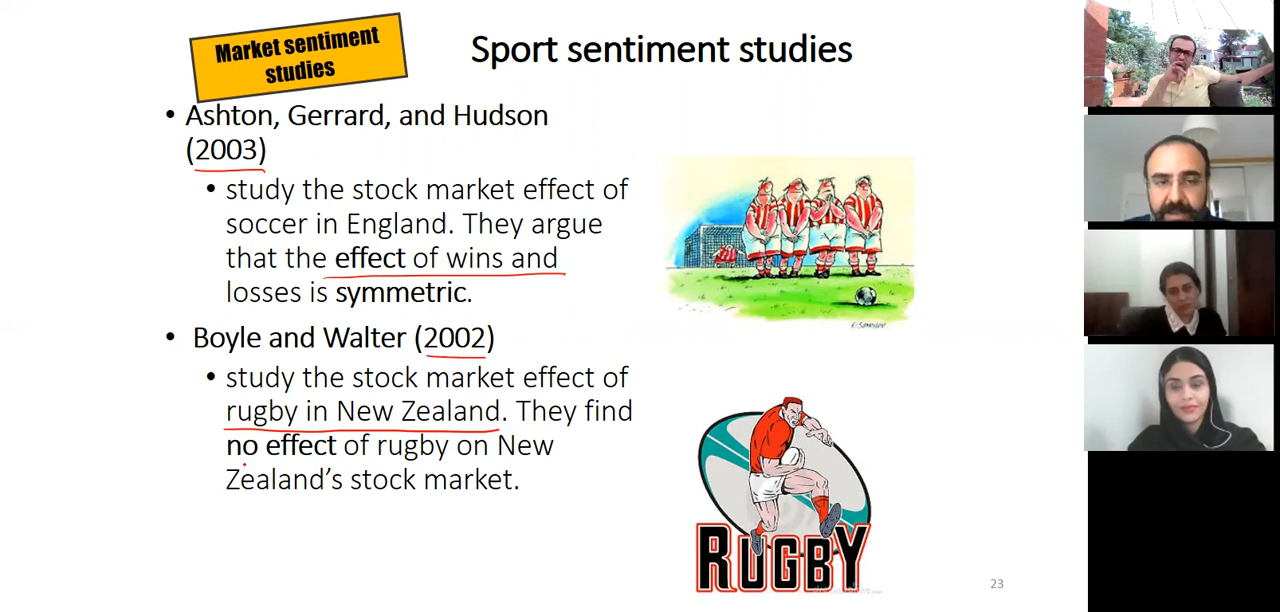 Market sentiment
studies
Sport sentiment studies
• Ashton, Gerrard, and Hudson
(2003)
• study the stock market effect of
soccer in England. They argue
that the effect of wins and
losses is symmetric.
• Boyle and Walter (2002)
• study the stock market effect of
rugby in New Zealand. They find
no effect of rugby on New
Zealand’s stock market.
RUGBY
23